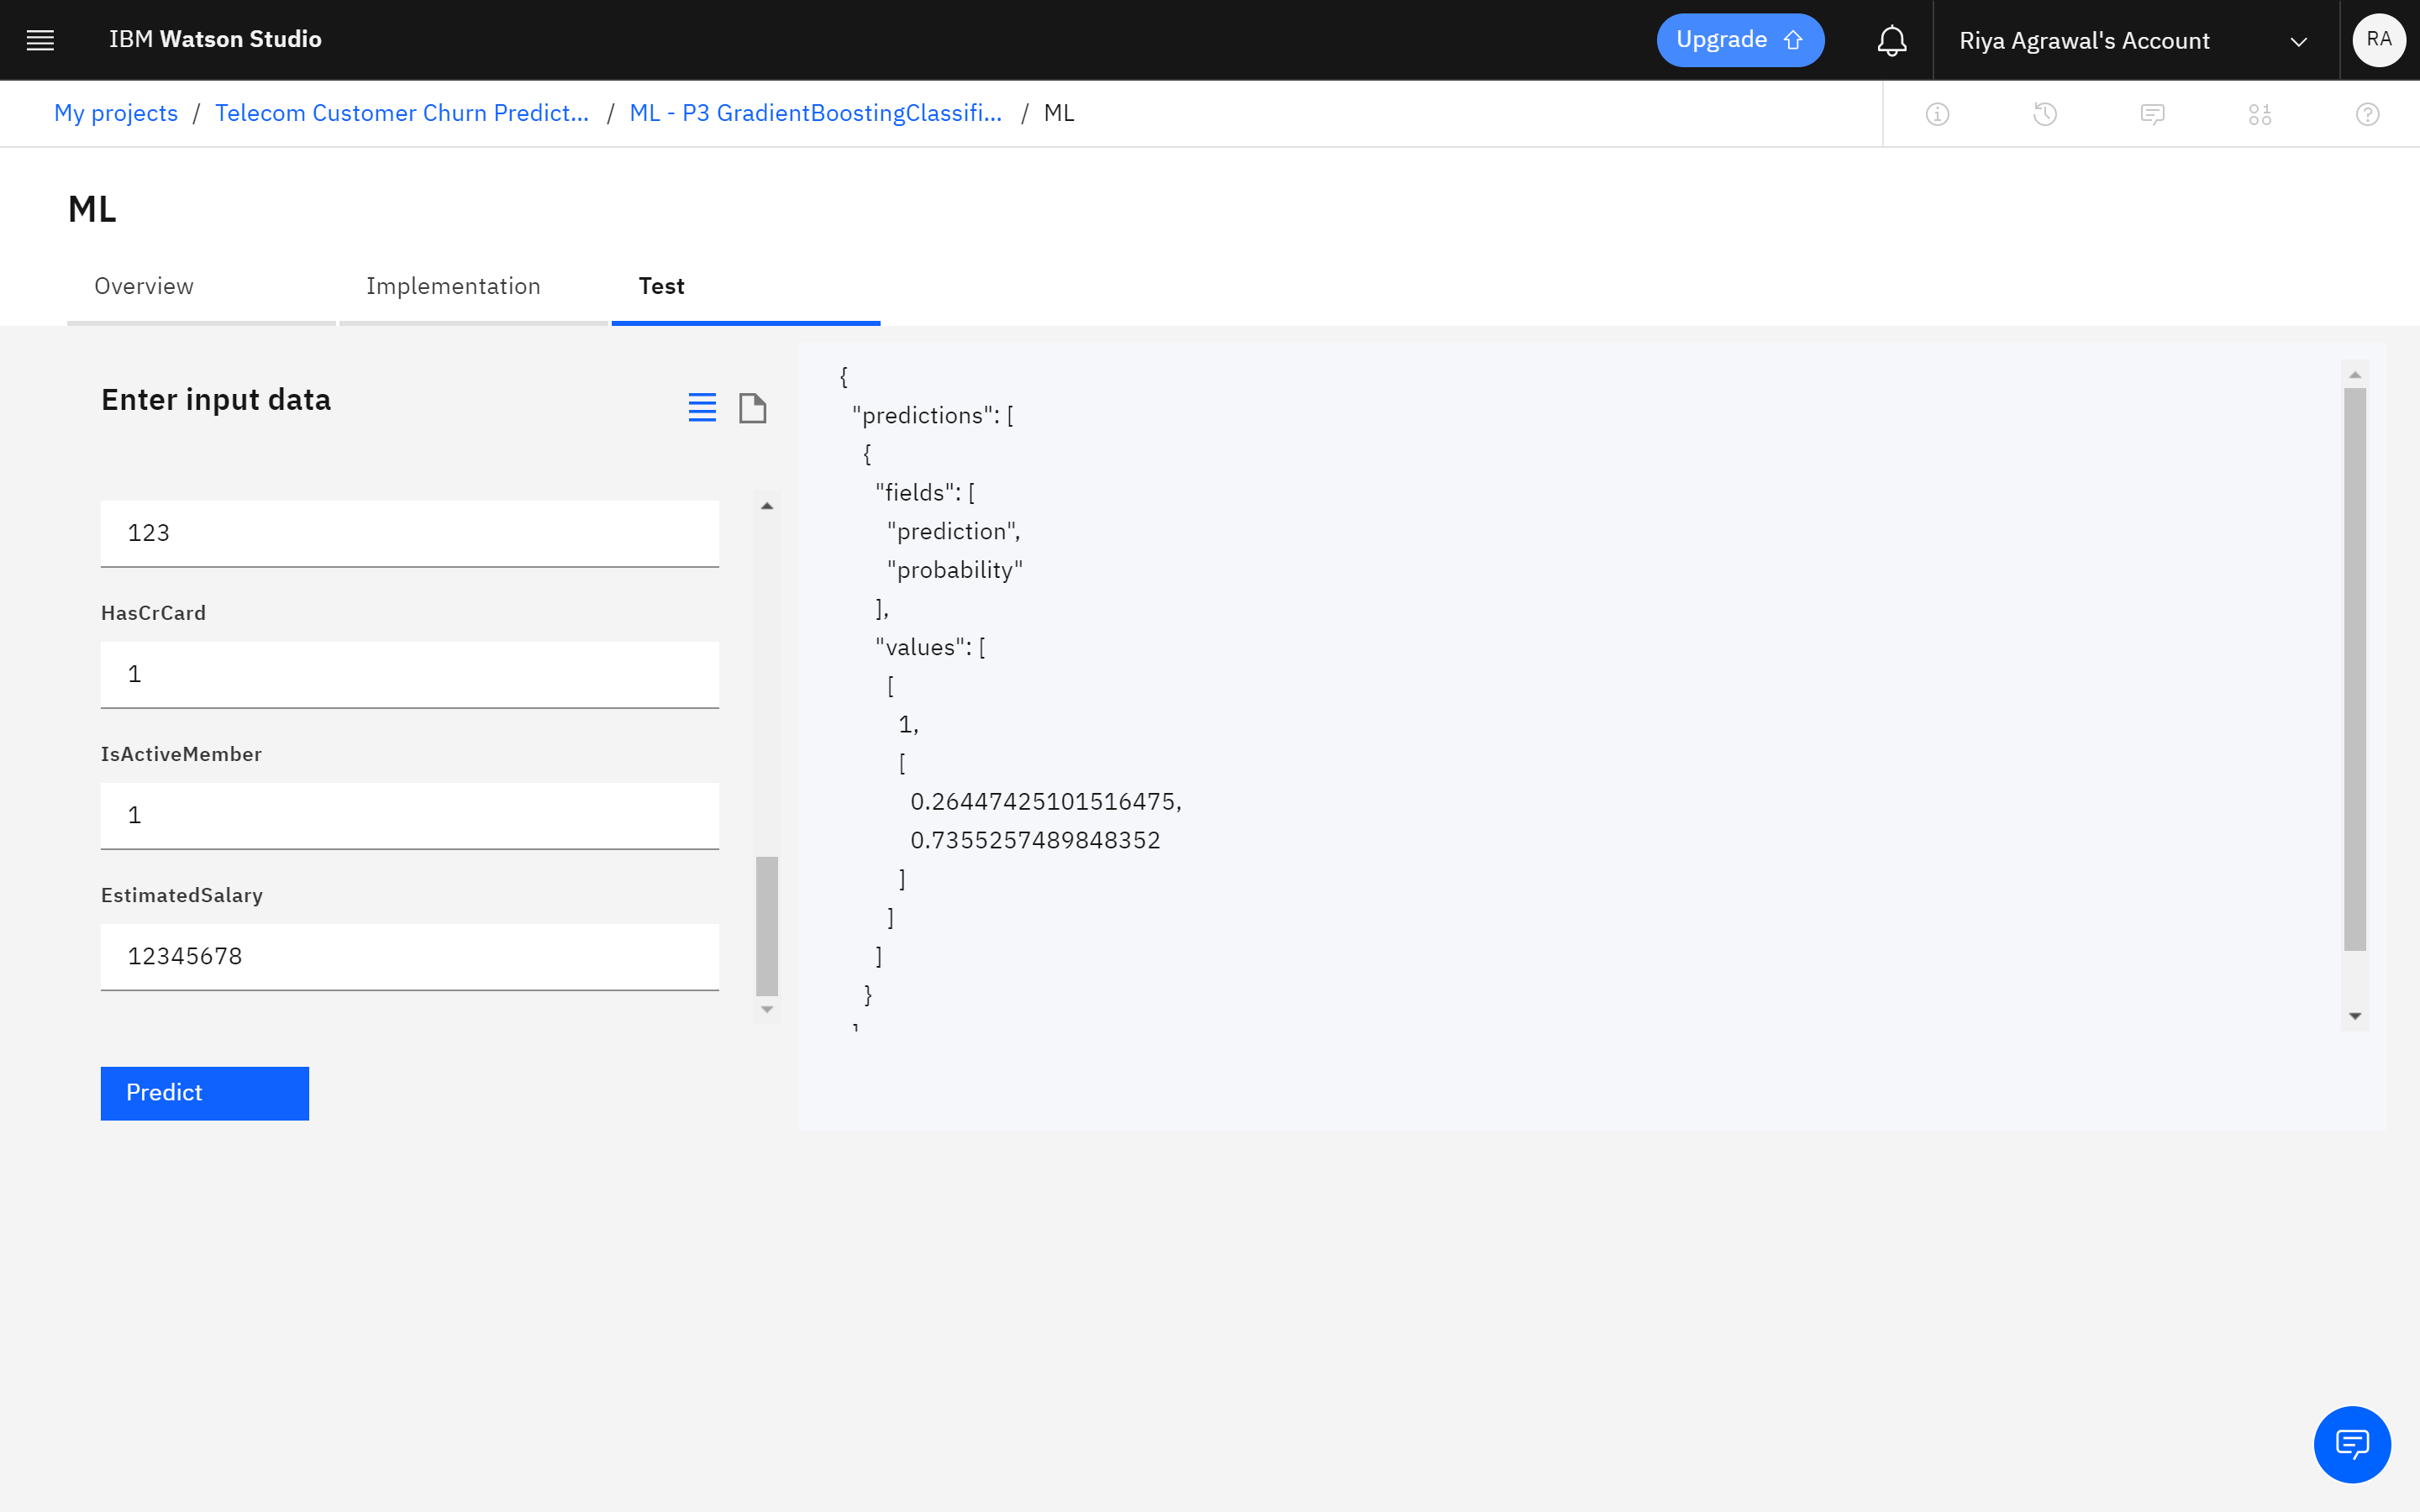 IBM Watson Studio
Upgrade
Riya Agrawal's Account
RA
My projects / Telecom Customer Churn Predict... / ML - P3 GradientBoostingClassifi... / ML
ML
Overview
Implementation
Test
Enter input data
123
HasCrCard
1
IsActiveMember
1
EstimatedSalary
12345678
Predict
{
"predictions": [
{
"fields": [
"prediction",
"probability"
],
"values": [
[
1,
[
0.26447425101516475,
0.7355257489848352
]
]
]
}